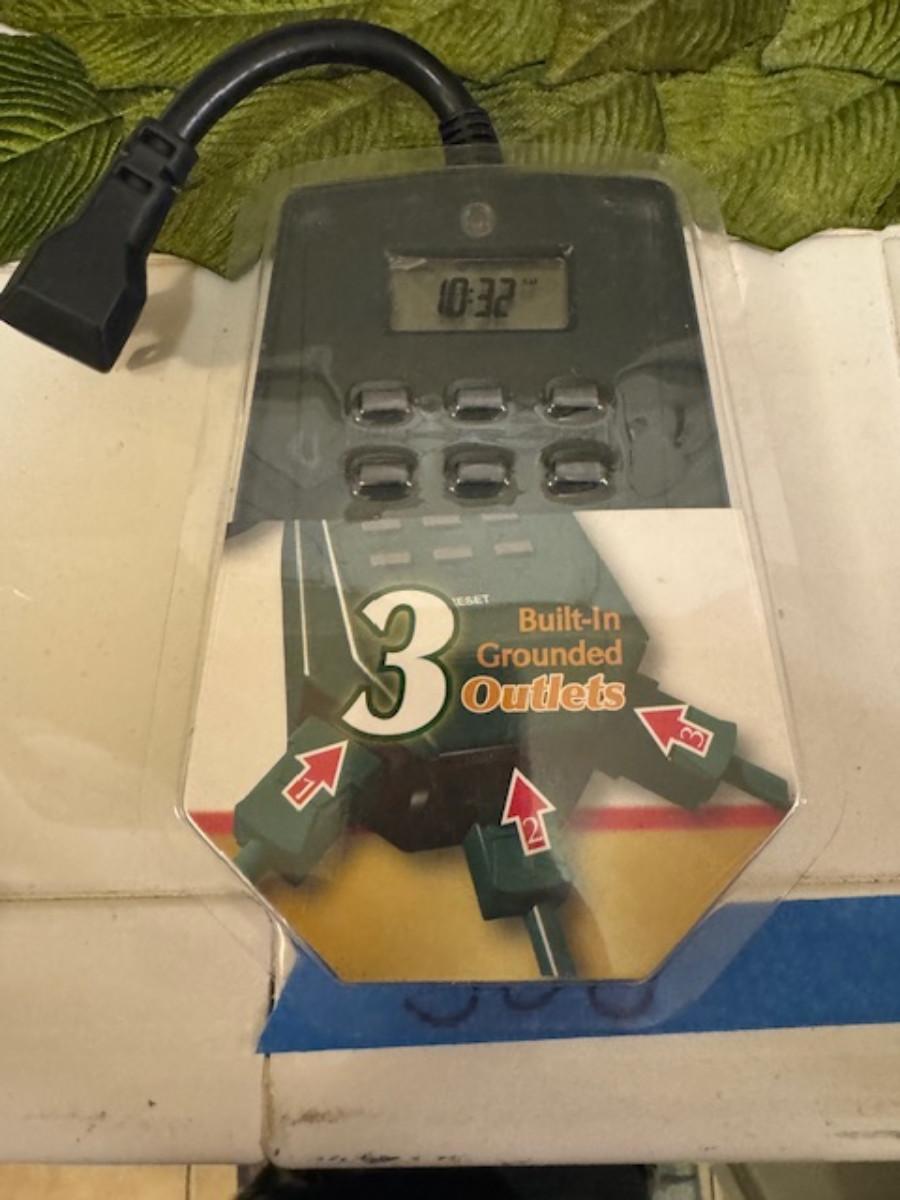 10:32
RESET
3
Built-In
Grounded
Outlets
3
1
2